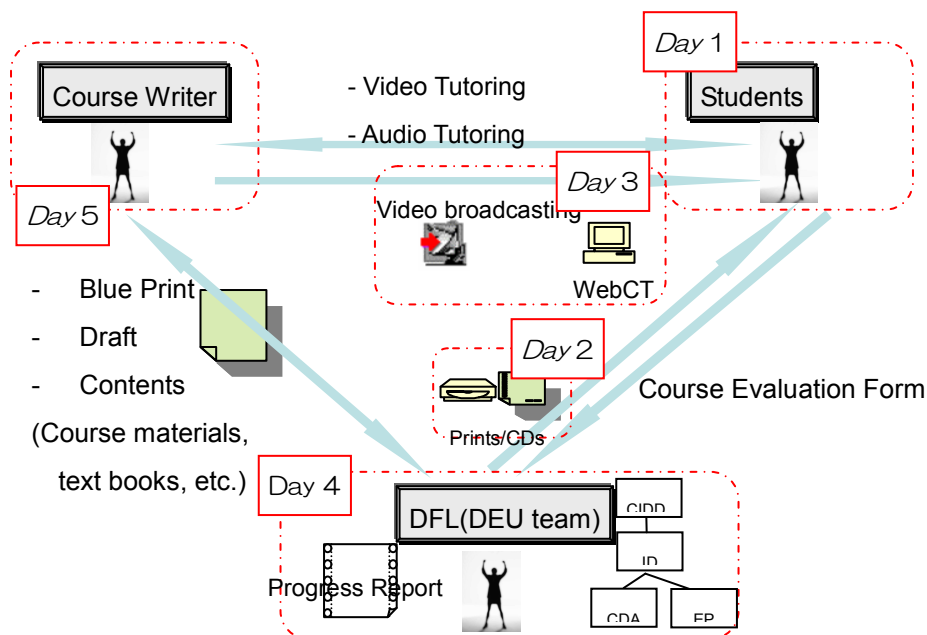 Day 1
Course Writer
- Video Tutoring
Students
- Audio Tutoring
Day 3
Day 5
Video broadcasting
WebCT
- Blue Print
- Draft
- Contents
(Course materials,
text books, etc.)
Day 2
Prints/CDs
Course Evaluation Form
Day 4
DFL(DEU team)
Progress Report
CIDD
ID
CDA